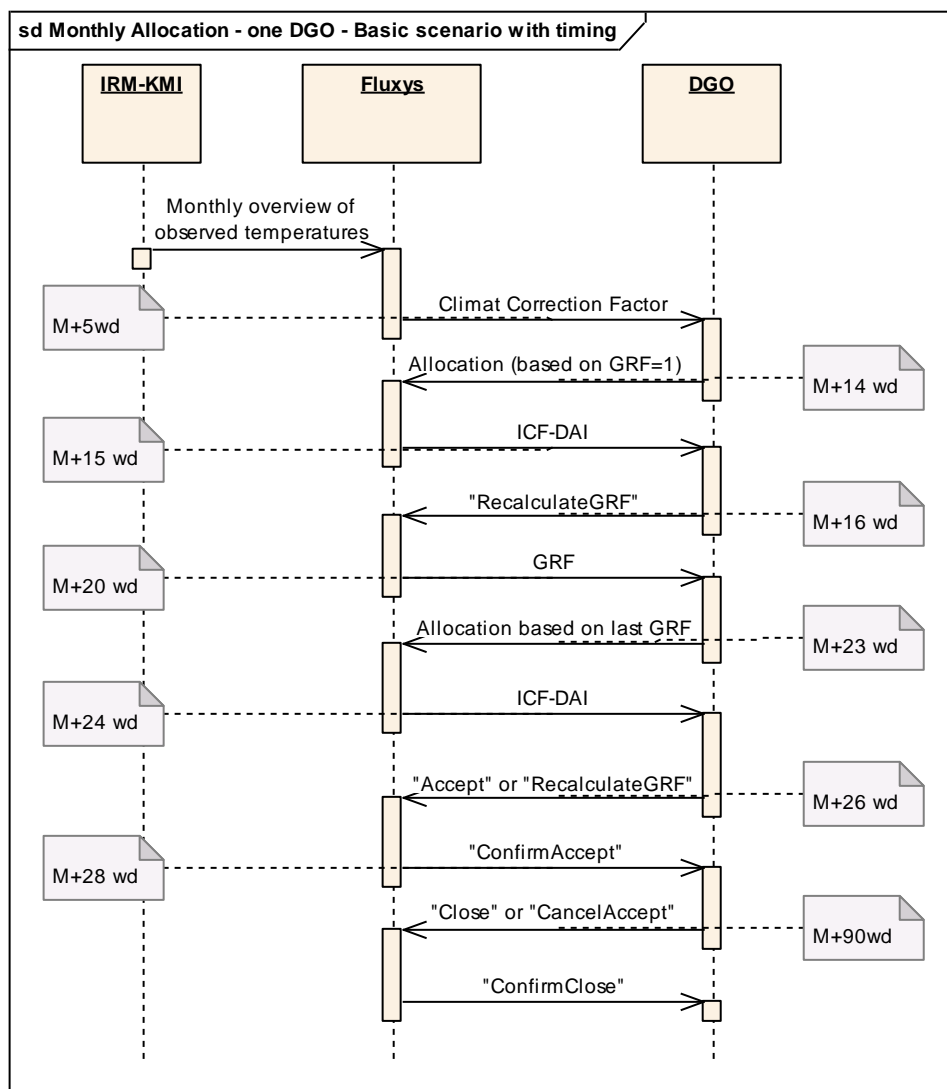 sd Monthly Allocation - one DGO - Basic scenario with timing
IRM-KMI
Fluxys
DGO
Monthly overview of
observed temperatures
M+5wd
Climat Correction Factor
Allocation (based on GRF=1)
M+14 wd
ICF-DAI
M+15 wd
"RecalculateGRF"
M+16 wd
GRF
M+20 wd
Allocation based on last GRF
M+23 wd
ICF-DAI
M+24 wd
"Accept" or "RecalculateGRF"
M+26 wd
"ConfirmAccept"
M+28 wd
"Close" or "CancelAccept"
M+90wd
"ConfirmClose"